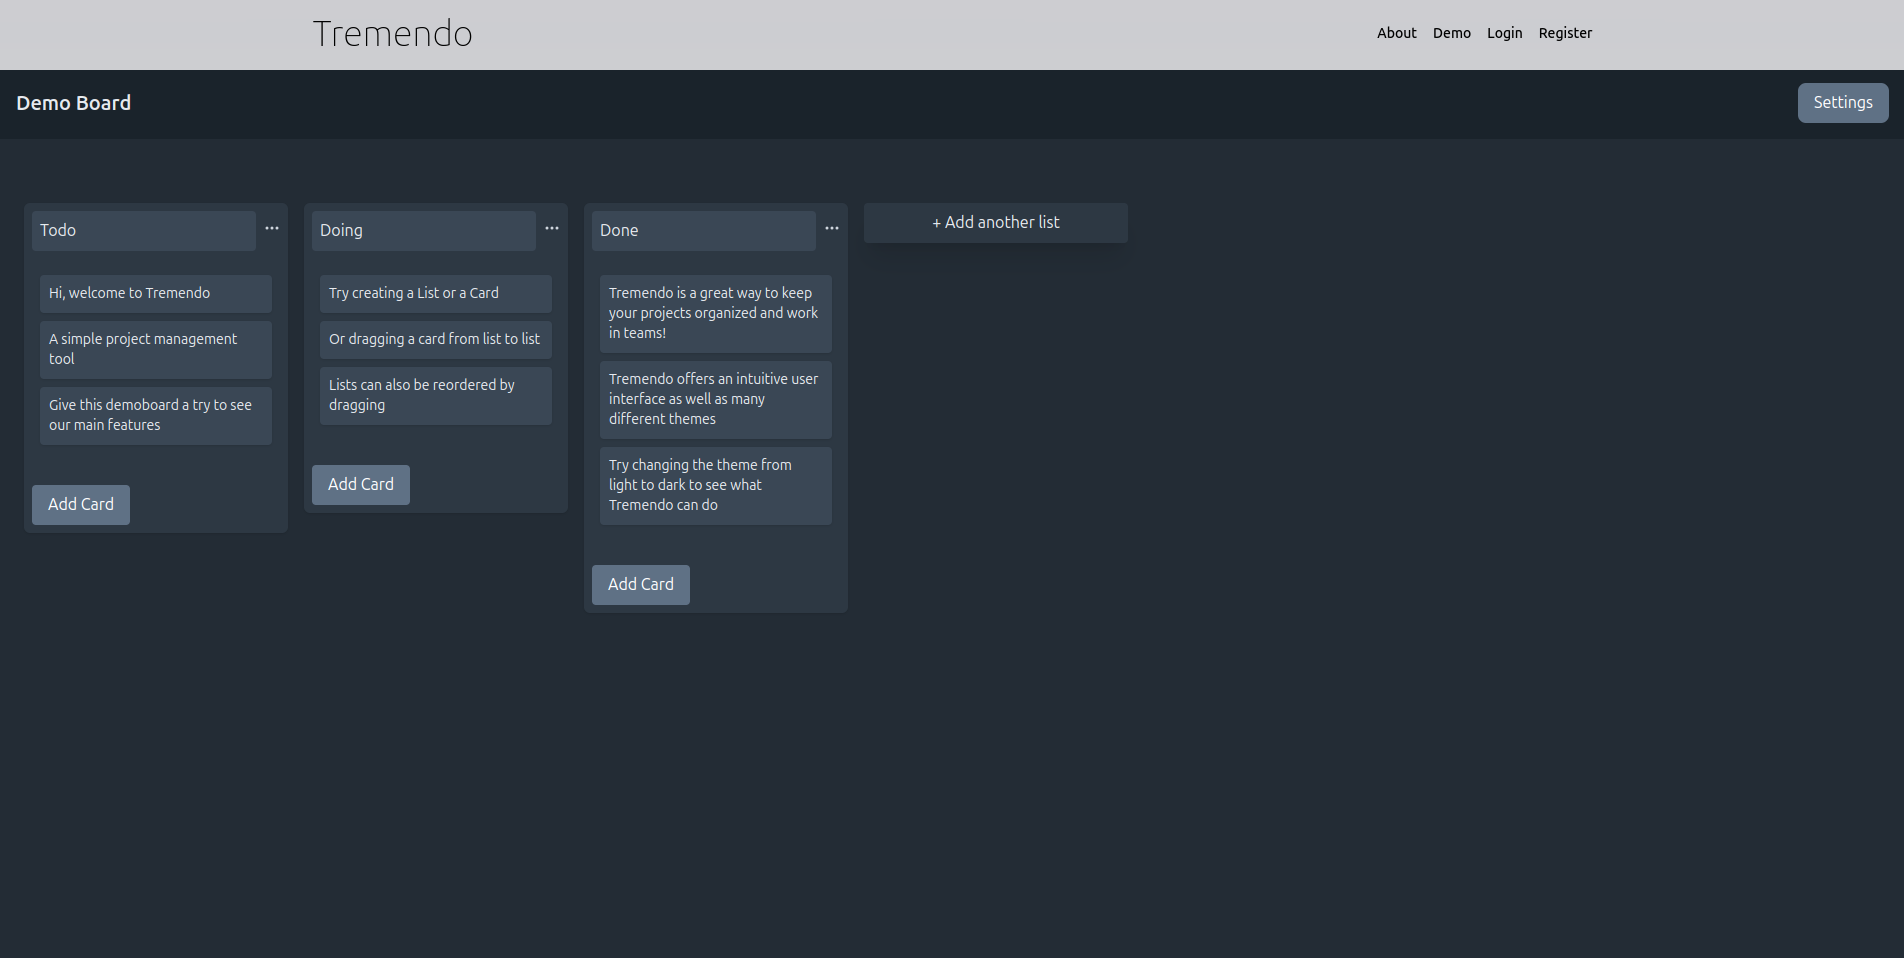 Tremendo
About Demo Login Register
Demo Board
Settings
Todo
Hi, welcome to Tremendo
A simple project management
tool
Give this demoboard a try to see
our main features
Add Card
Doing
Try creating a List or a Card
Or dragging a card from list to list
Lists can also be reordered by
dragging
Add Card
Done
Tremendo is a great way to keep
your projects organized and work
in teams!
Tremendo offers an intuitive user
interface as well as many
different themes
Try changing the theme from
light to dark to see what
Tremendo can do
Add Card
+ Add another list